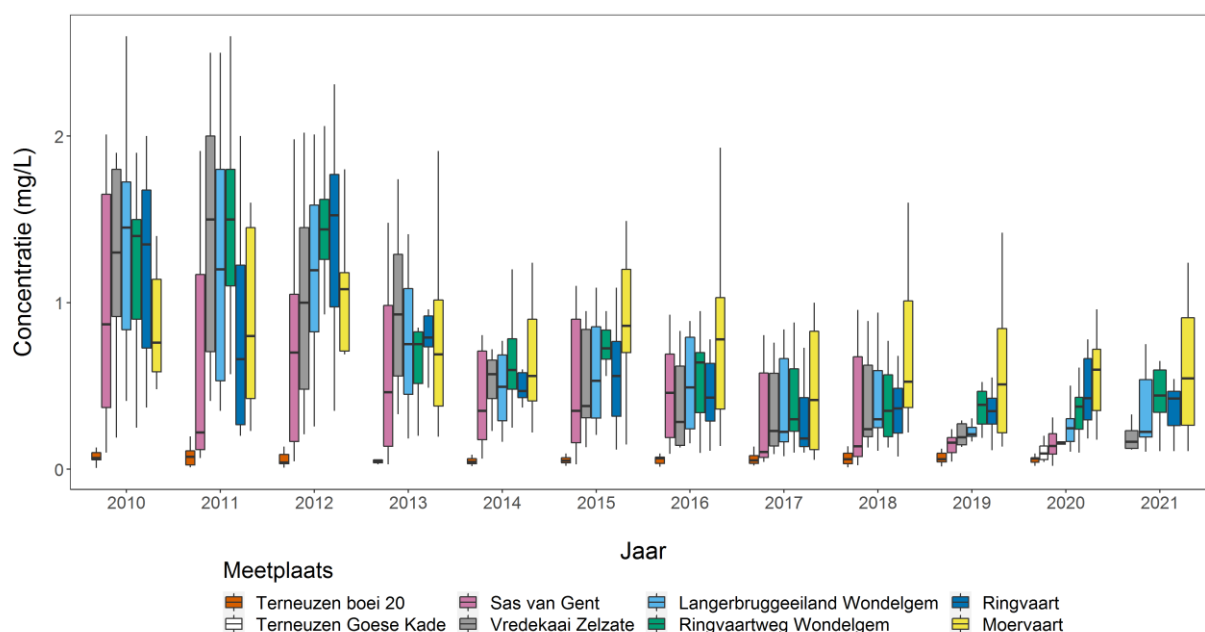 Concentratie (mg/L)
2
1
0
2010 2011 2012 2013 2014 2015 2016 2017 2018 2019 2020 2021
Jaar
Meetplaats
Terneuzen boei 20 Sas van Gent Langerbruggeeiland Wondelgem Ringvaart
Terneuzen Goese Kade Vredekaai Zelzate Ringvaartweg Wondelgem Moervaart